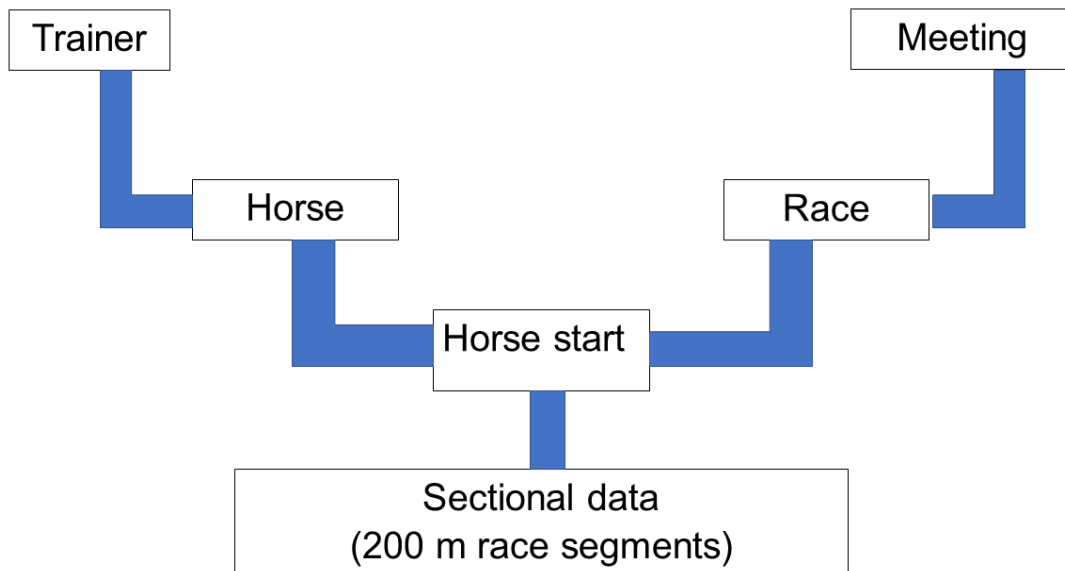 Trainer
Meeting
Horse
Race
Horse start
Sectional data
(200 m race segments)